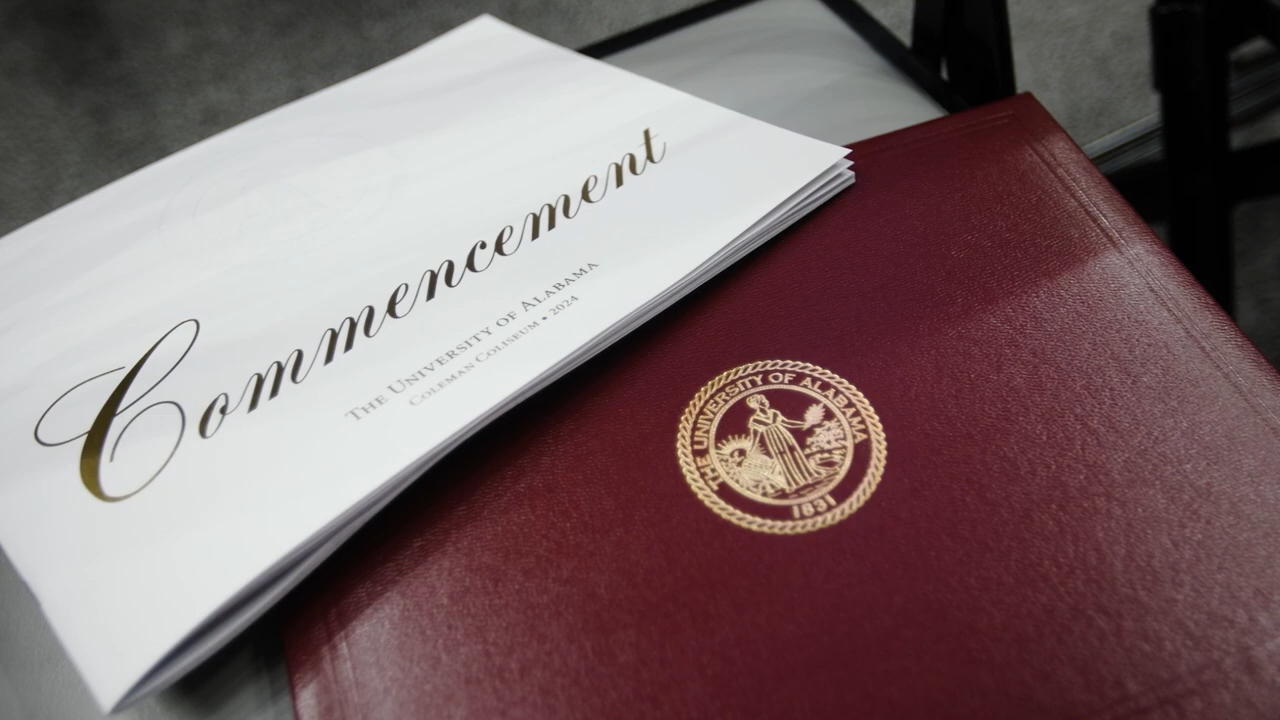 Commencement
THE UNIVERSITY OF ALABAMA
COLEMAN COLISEUM • 2024
THE UNIVERSITY OF ALABAMA
1831